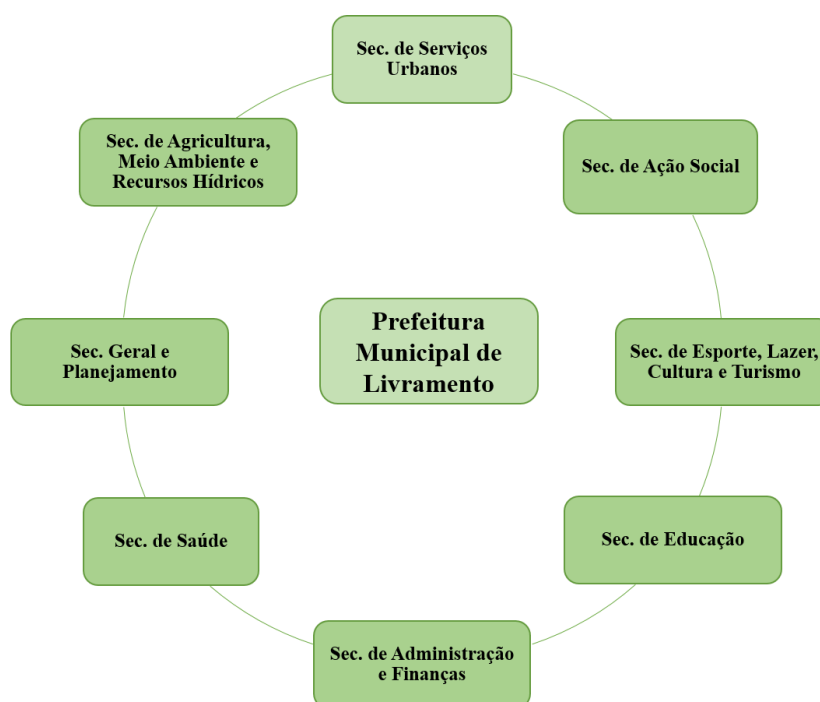 Sec. de Serviços
Urbanos
Sec. de Agricultura,
Meio Ambiente e
Recursos Hídricos
Sec. de Ação Social
Sec. Geral e
Planejamento
Prefeitura
Municipal de
Livramento
Sec. de Esporte, Lazer,
Cultura e Turismo
Sec. de Saúde
Sec. de Educação
Sec. de Administração
e Finanças